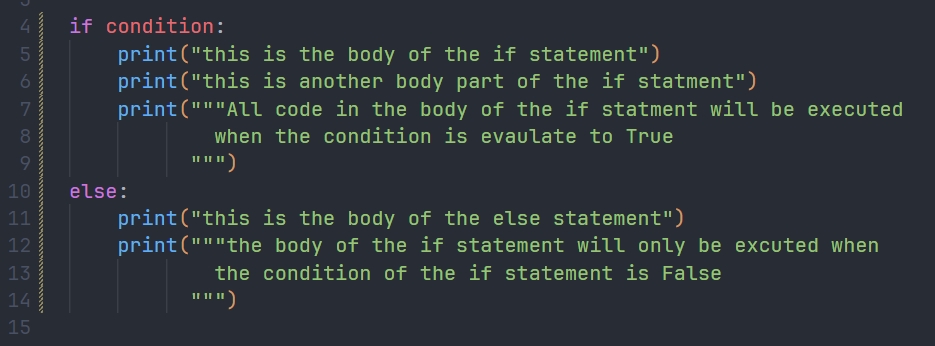 4 if condition:
5     print("this is the body of the if statement")
6     print("this is another body part of the if statment")
7     print("""All code in the body of the if statment will be executed
8             when the condition is evaulate to True
9           """)
10 else:
11     print("this is the body of the else statement")
12     print("""the body of the if statement will only be excuted when
13             the condition of the if statement is False
14           """)
15